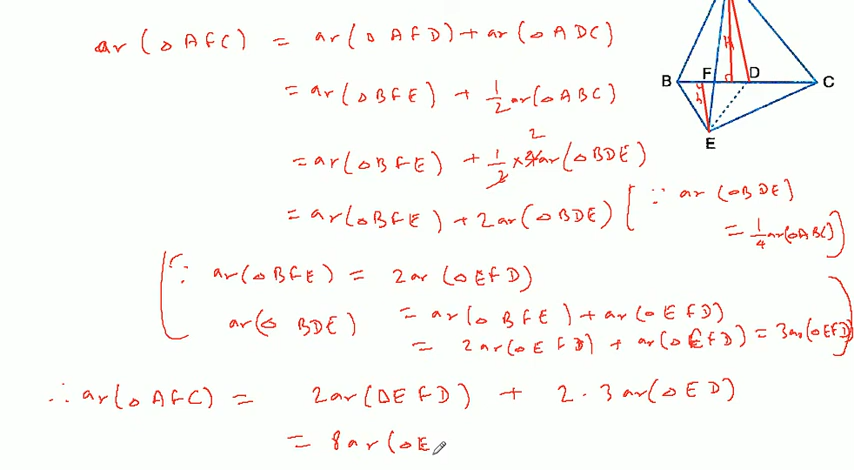 ar (△AFC) = ar(△AFD) + ar(△ADC)
= ar(△BFE) + 1/2 ar(△ABC)
= ar(△BFE) + 1/2 × 4 2 ar(△BDE)
= ar(△BFE) + 2ar(△BDE) [∵ ar (△BDE)
= 1/4 ar(△ABC)]
[∵ ar(△BFE) = 2ar (△EFD)
ar(△ BDE) = ar(△BFE) + ar(△EFD)
= 2ar(△EFD) + ar(△EFD) = 3ar(△EFD)]
∴ ar(△AFC) = 2ar(△EFD) + 2·3ar(△ED)
= 8ar(△E
H
B F D C
h
E